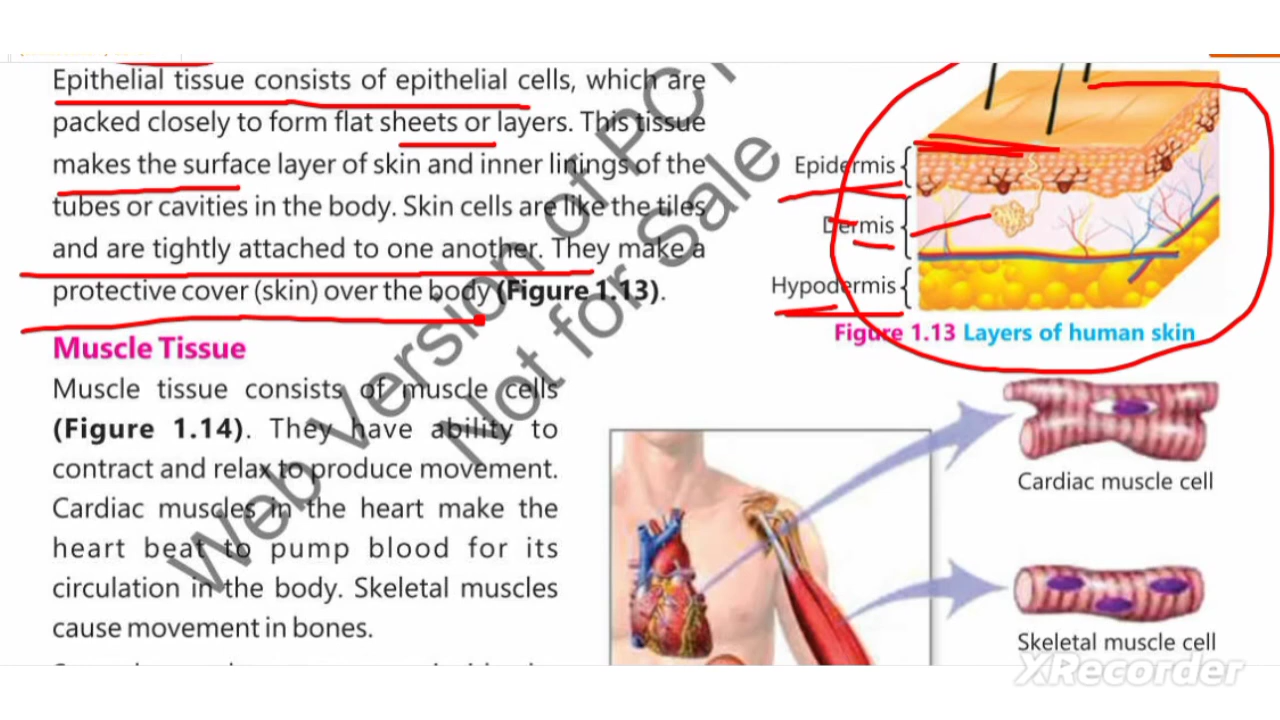 Epithelial tissue consists of epithelial cells, which are
packed closely to form flat sheets or layers. This tissue
makes the surface layer of skin and inner linings of the
tubes or cavities in the body. Skin cells are like the tiles
and are tightly attached to one another. They make a
protective cover (skin) over the body (Figure 1.13).
Muscle Tissue
Muscle tissue consists of muscle cells
(Figure 1.14). They have ability to
contract and relax to produce movement.
Cardiac muscles in the heart make the
heart beat to pump blood for its
circulation in the body. Skeletal muscles
cause movement in bones.
Epidermis
Dermis
Hypodermis
Figure 1.13 Layers of human skin
Cardiac muscle cell
Skeletal muscle cell
Web Version of PCT
Not for Sale
XRecorder